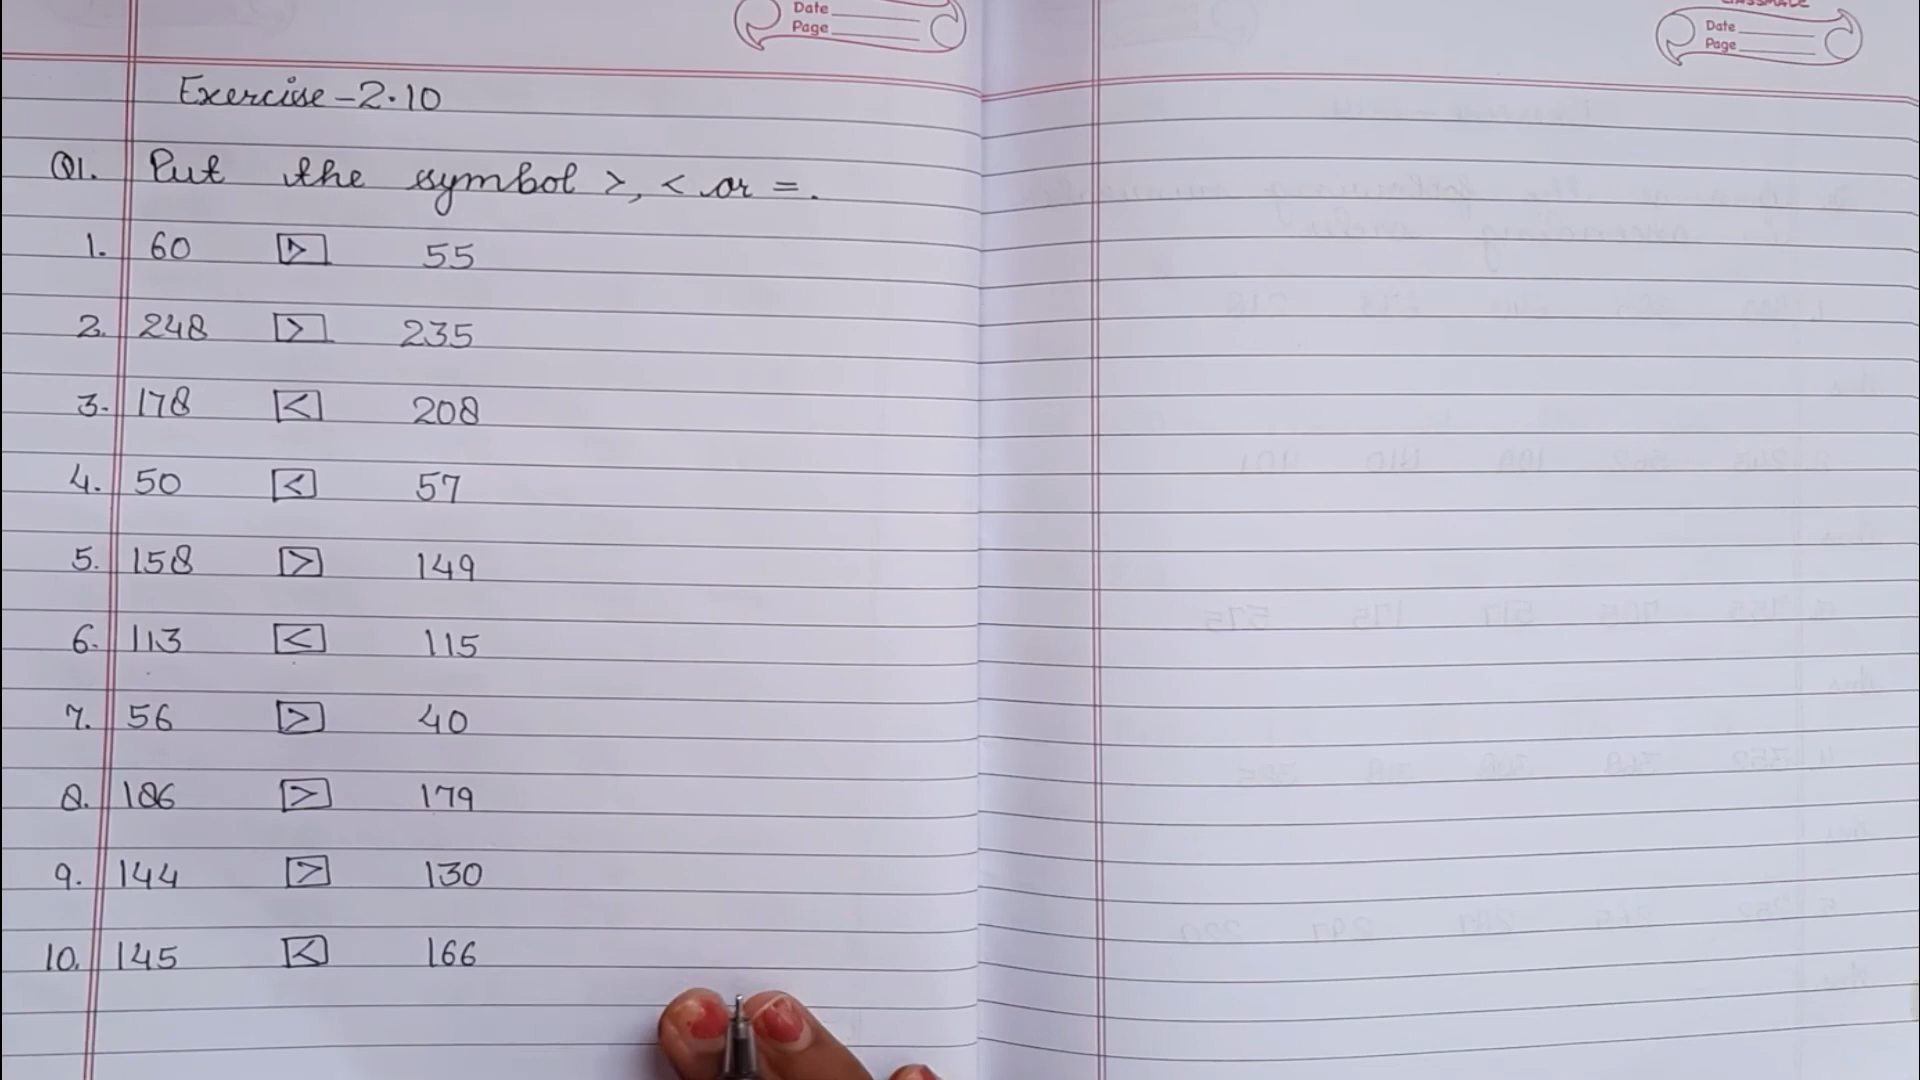 Date
Page
Exercise-2.10
Q1. Put the symbol >, < or =.
1. 60 > 55
2. 248 > 235
3. 178 < 208
4. 50 < 57
5. 158 > 149
6. 113 < 115
7. 56 > 40
8. 186 > 179
9. 144 > 130
10. 145 < 166
Date
Page